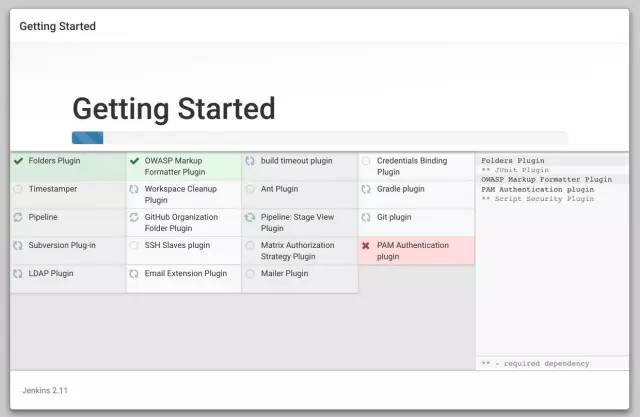 Getting Started
Getting Started
Folders Plugin
OWASP Markup
Formatter Plugin
build timeout plugin
Credentials Binding
Plugin
Timestamper
Workspace Cleanup
Plugin
Ant Plugin
Gradle plugin
Pipeline
GitHub Organization
Folder Plugin
Pipeline: Stage View
Plugin
Git plugin
Subversion Plug-in
SSH Slaves plugin
Matrix Authorization
Strategy Plugin
PAM Authentication
plugin
LDAP Plugin
Email Extension Plugin
Mailer Plugin
Folders Plugin
** JUnit Plugin
OWASP Markup Formatter Plugin
PAM Authentication plugin
** Script Security Plugin
** - required dependency
Jenkins 2.11